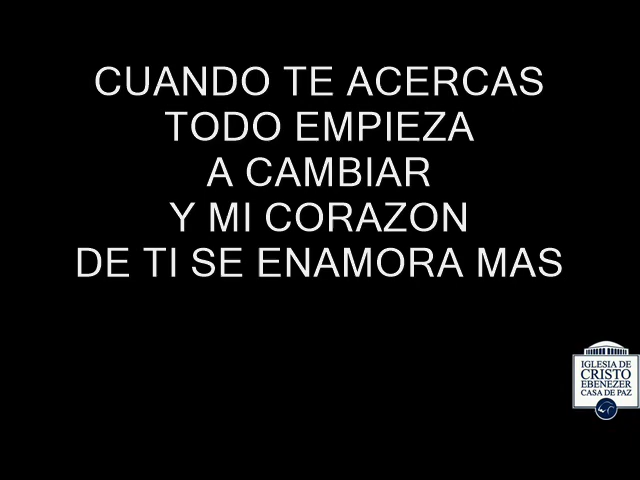 CUANDO TE ACERCAS
TODO EMPIEZA
A CAMBIAR
Y MI CORAZON
DE TI SE ENAMORA MAS
IGLESIA DE
CRISTO
EBENEZER
CASA DE PAZ